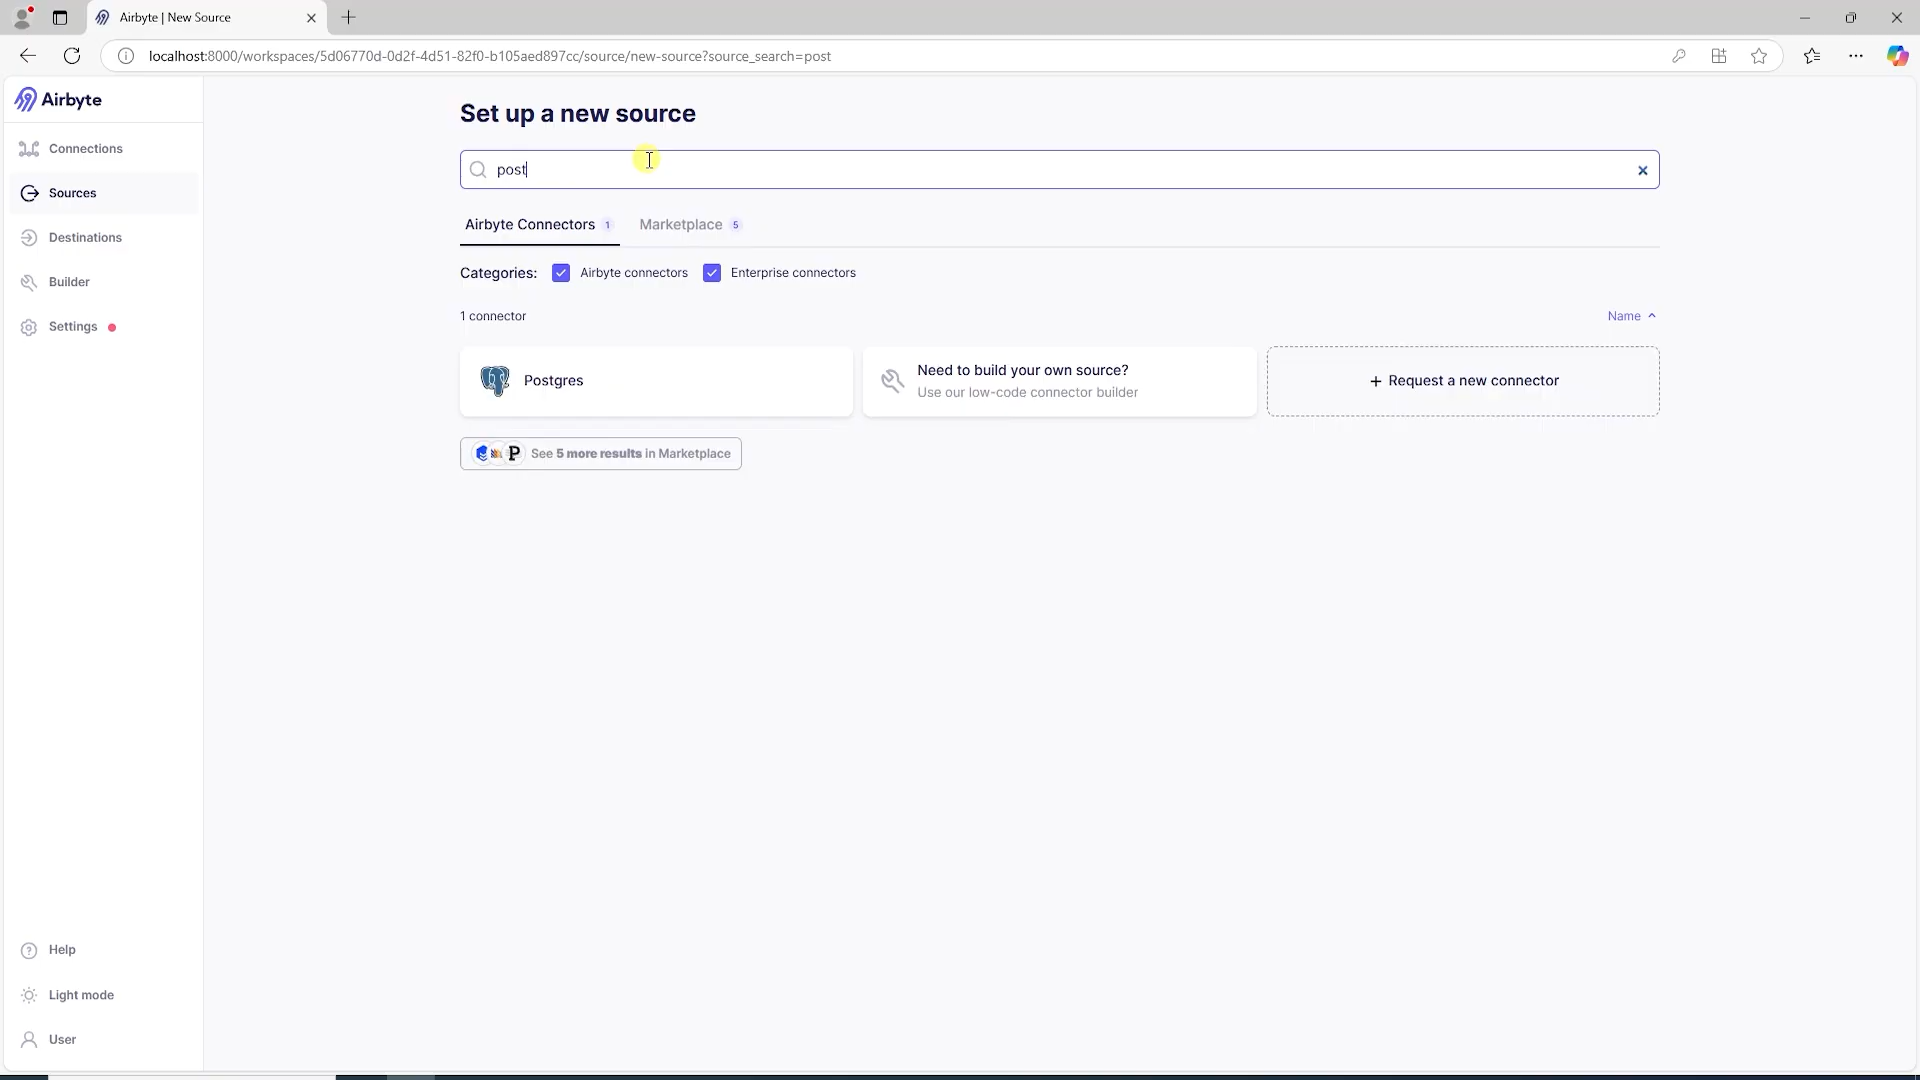 Airbyte | New Source
localhost:8000/workspaces/5d06770d-0d2f-4d51-82f0-b105aed897cc/source/new-source?source_search=post
Airbyte
Connections
Sources
Destinations
Builder
Settings
Help
Light mode
User
Set up a new source
post
Airbyte Connectors 1 Marketplace 5
Categories: Airbyte connectors Enterprise connectors
1 connector Name
Postgres
Need to build your own source?
Use our low-code connector builder
+ Request a new connector
See 5 more results in Marketplace